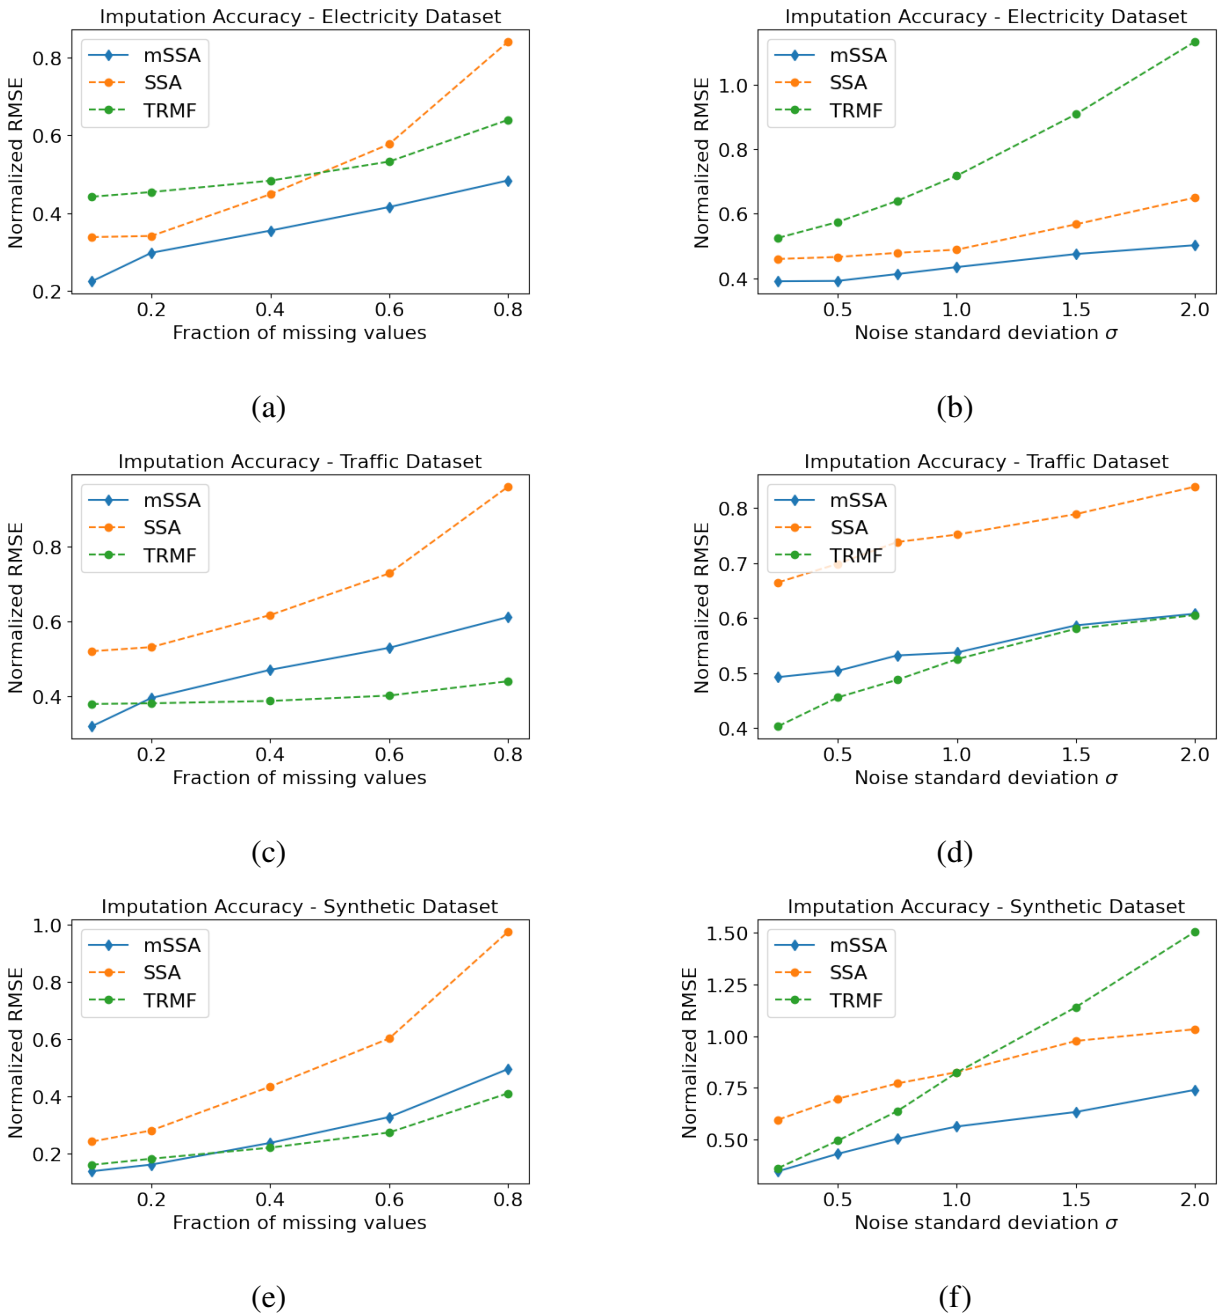 Imputation Accuracy - Electricity Dataset
Normalized RMSE
0.8
0.6
0.4
0.2
mSSA
SSA
TRMF
0.2 0.4 0.6 0.8
Fraction of missing values
(a)
Imputation Accuracy - Electricity Dataset
Normalized RMSE
1.0
0.8
0.6
0.4
mSSA
SSA
TRMF
0.5 1.0 1.5 2.0
Noise standard deviation σ
(b)
Imputation Accuracy - Traffic Dataset
Normalized RMSE
0.8
0.6
0.4
mSSA
SSA
TRMF
0.2 0.4 0.6 0.8
Fraction of missing values
(c)
Imputation Accuracy - Traffic Dataset
Normalized RMSE
0.8
0.7
0.6
0.5
0.4
mSSA
SSA
TRMF
0.5 1.0 1.5 2.0
Noise standard deviation σ
(d)
Imputation Accuracy - Synthetic Dataset
Normalized RMSE
1.0
0.8
0.6
0.4
0.2
mSSA
SSA
TRMF
0.2 0.4 0.6 0.8
Fraction of missing values
(e)
Imputation Accuracy - Synthetic Dataset
Normalized RMSE
1.50
1.25
1.00
0.75
0.50
mSSA
SSA
TRMF
0.5 1.0 1.5 2.0
Noise standard deviation σ
(f)